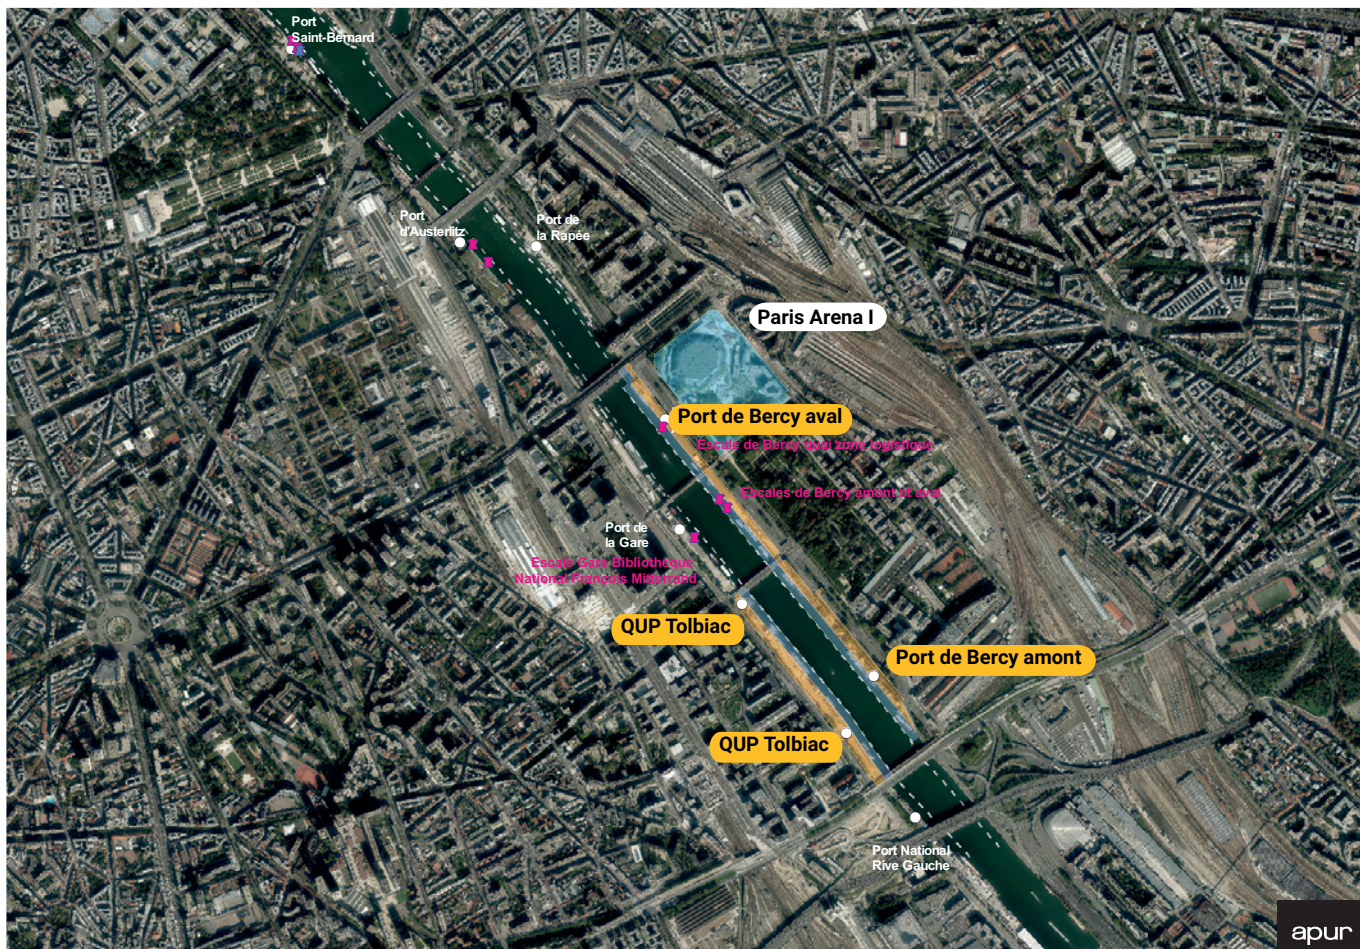 Port
Saint-Bernard
Port
d'Austerlitz
Port de
la Rapée
Paris Arena I
Port de Bercy aval
Escale de Bercy quai zone logistique
Escales de Bercy amont et aval
Port de
la Gare
Escale Gare Bibliothèque
National François Mitterrand
QUP Tolbiac
Port de Bercy amont
QUP Tolbiac
Port National
Rive Gauche
apur